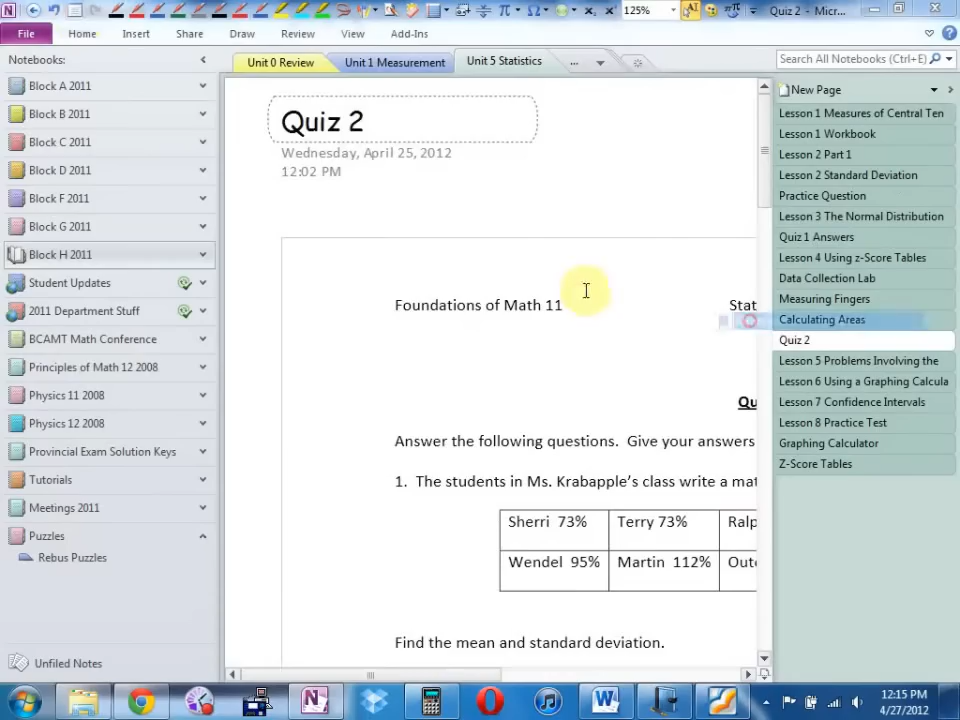 125%
Quiz 2 - Micr...
File
Home
Insert
Share
Draw
Review
View
Add-Ins
Notebooks:
Unit 0 Review
Unit 1 Measurement
Unit 5 Statistics
...
Search All Notebooks (Ctrl+E)
Block A 2011
Block B 2011
Block C 2011
Block D 2011
Block F 2011
Block G 2011
Block H 2011
Student Updates
2011 Department Stuff
BCAMT Math Conference
Principles of Math 12 2008
Physics 11 2008
Physics 12 2008
Provincial Exam Solution Keys
Tutorials
Meetings 2011
Puzzles
Rebus Puzzles
Unfiled Notes
Quiz 2
Wednesday, April 25, 2012
12:02 PM
Foundations of Math 11 Stat
Qu
Answer the following questions. Give your answers
1. The students in Ms. Krabapple's class write a mat
Sherri 73% Terry 73% Ralp
Wendel 95% Martin 112% Oute
Find the mean and standard deviation.
New Page
Lesson 1 Measures of Central Ten
Lesson 1 Workbook
Lesson 2 Part 1
Lesson 2 Standard Deviation
Practice Question
Lesson 3 The Normal Distribution
Quiz 1 Answers
Lesson 4 Using z-Score Tables
Data Collection Lab
Measuring Fingers
Calculating Areas
Quiz 2
Lesson 5 Problems Involving the
Lesson 6 Using a Graphing Calcula
Lesson 7 Confidence Intervals
Lesson 8 Practice Test
Graphing Calculator
Z-Score Tables
12:15 PM
4/27/2012